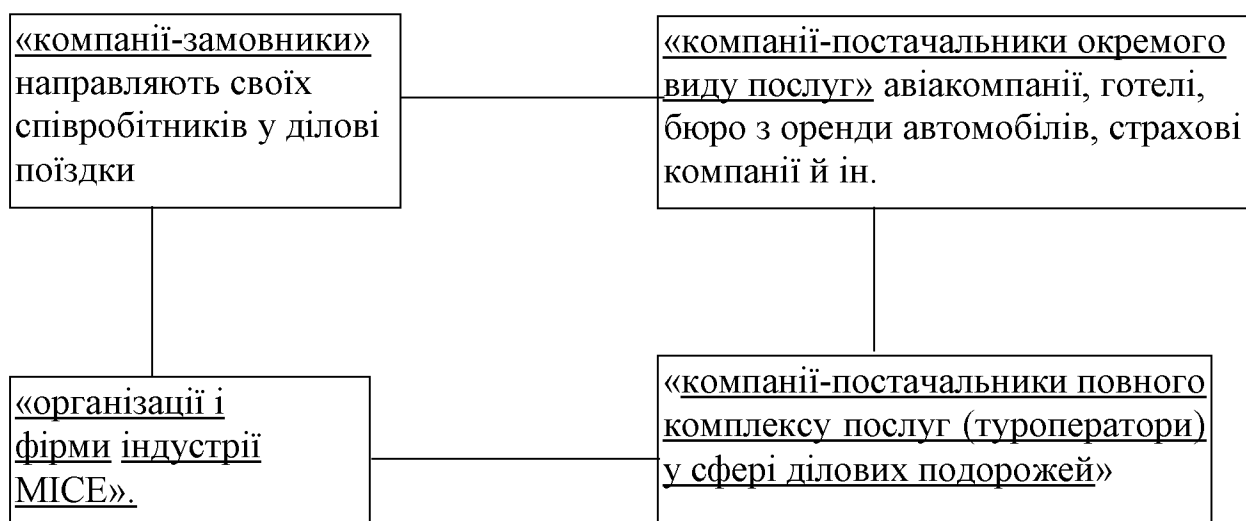 «компанії-замовники»
направляють своїх
співробітників у ділові
поїздки
«компанії-постачальники окремого
виду послуг» авіакомпанії, готелі,
бюро з оренди автомобілів, страхові
компанії й ін.
«організації і
фірми індустрії
MICE».
«компанії-постачальники повного
комплексу послуг (туроператори)
у сфері ділових подорожей»